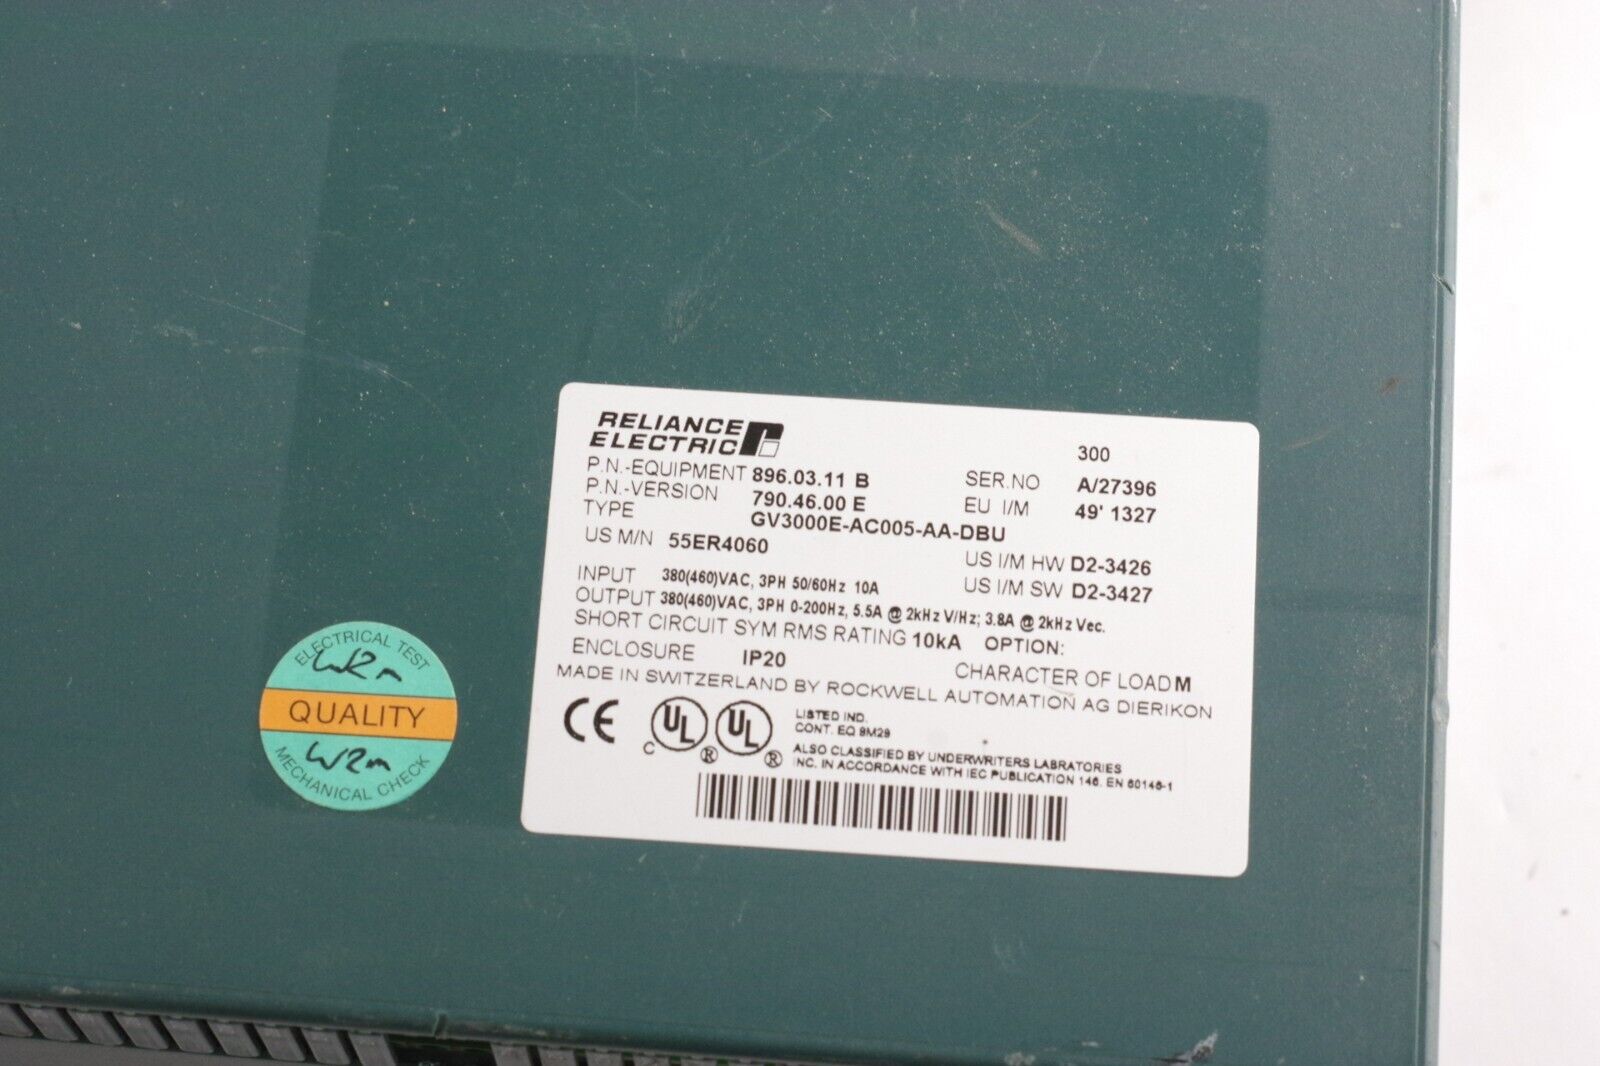 RELIANCE
ELECTRIC
300
P.N.-EQUIPMENT 896.03.11 B SER.NO A/27396
P.N.-VERSION 790.46.00 E EU I/M 49' 1327
TYPE GV3000E-AC005-AA-DBU
US M/N 55ER4060 US I/M HW D2-3426
US I/M SW D2-3427
INPUT 380(460)VAC, 3PH 50/60Hz 10A
OUTPUT 380(460)VAC, 3PH 0-200Hz, 5.5A @ 2kHz V/Hz; 3.8A @ 2kHz Vec.
SHORT CIRCUIT SYM RMS RATING 10kA OPTION:
ENCLOSURE IP20 CHARACTER OF LOAD M
MADE IN SWITZERLAND BY ROCKWELL AUTOMATION AG DIERIKON
CE C UL ® UL ®
LISTED IND.
CONT. EQ 9M29
ALSO CLASSIFIED BY UNDERWRITERS LABRATORIES
INC. IN ACCORDANCE WITH IEC PUBLICATION 146. EN 60146-1
ELECTRICAL TEST
QUALITY
MECHANICAL CHECK